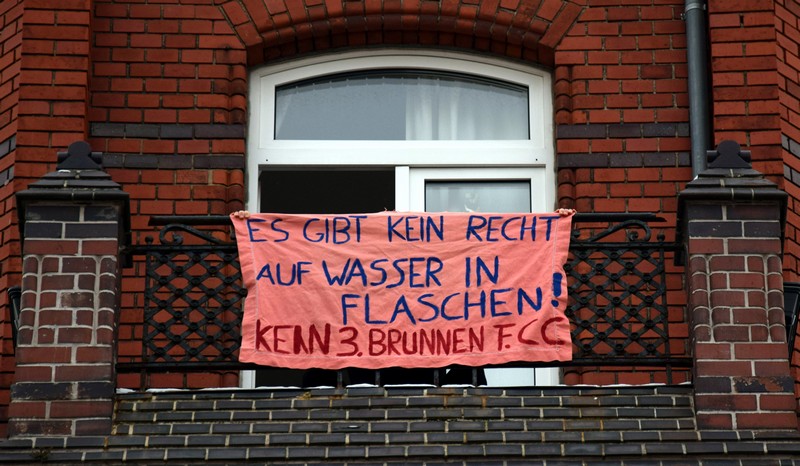 ES GIBT KEIN RECHT
AUF WASSER IN
FLASCHEN!
KEIN 3. BRUNNEN F. CC